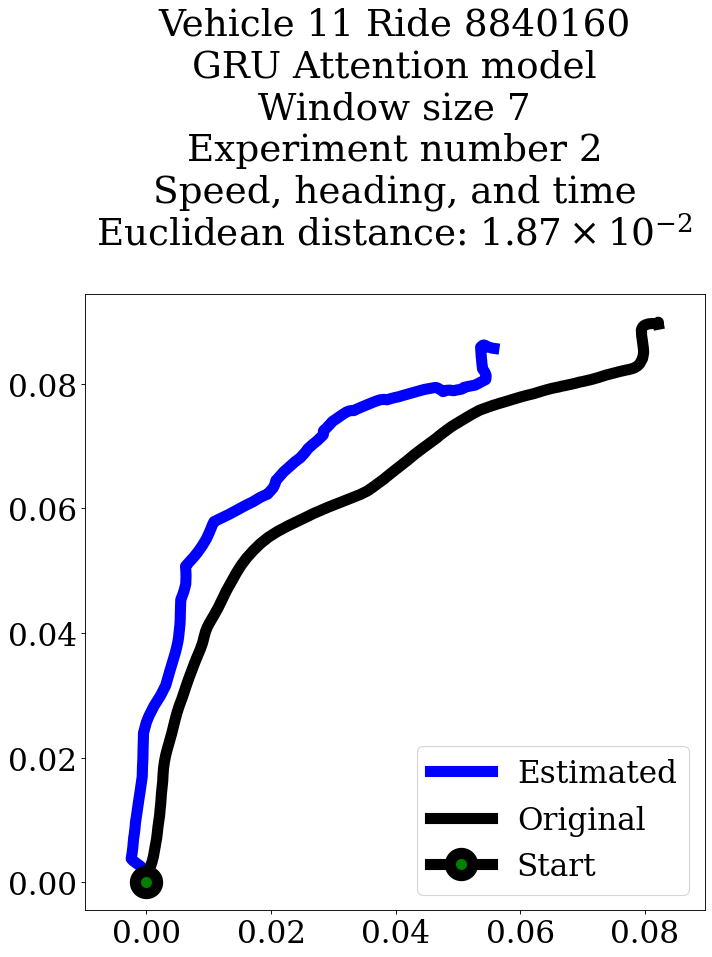 Vehicle 11 Ride 8840160
GRU Attention model
Window size 7
Experiment number 2
Speed, heading, and time
Euclidean distance: $1.87 \times 10^{-2}$
0.08
0.06
0.04
0.02
0.00
Estimated
Original
Start
0.00 0.02 0.04 0.06 0.08